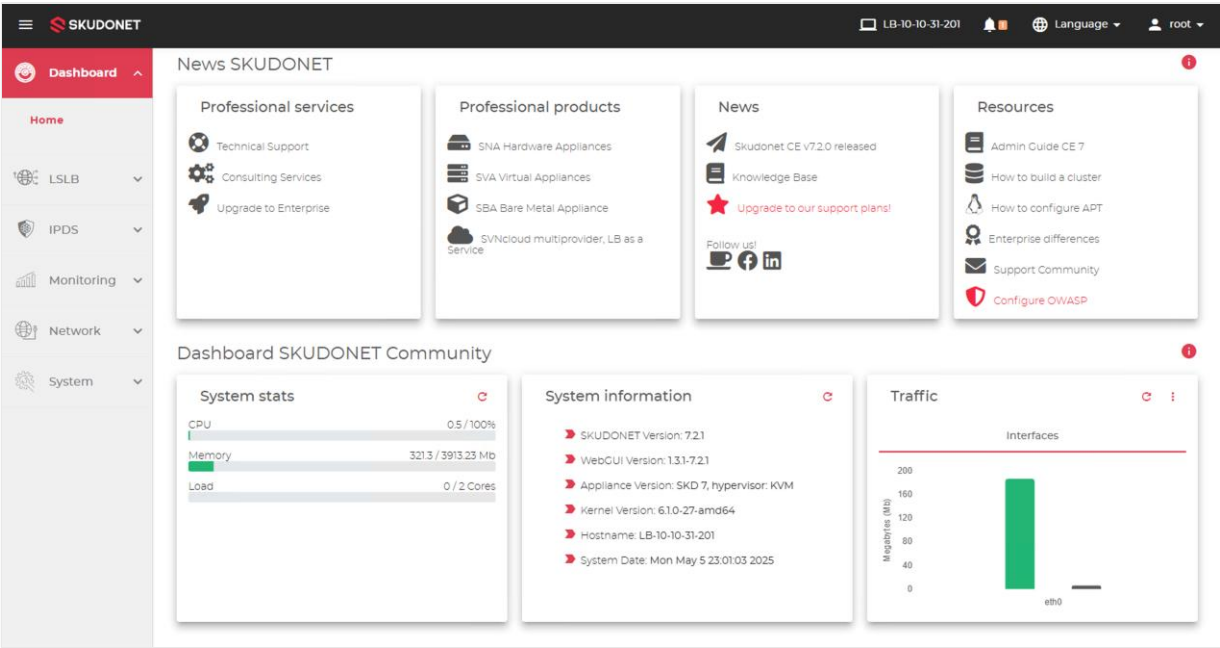 SKUDONET
LB-10-10-31-201
Language
root
Dashboard
Home
LSLB
IPDS
Monitoring
Network
System
News SKUDONET
Professional services
Technical Support
Consulting Services
Upgrade to Enterprise
Professional products
SNA Hardware Appliances
SVA Virtual Appliances
SBA Bare Metal Appliance
SVNcloud multiprovider, LB as a
Service
News
Skudonet CE v7.2.0 released
Knowledge Base
Upgrade to our support plans!
Follow us!
Resources
Admin Guide CE 7
How to build a cluster
How to configure APT
Enterprise differences
Support Community
Configure OWASP
Dashboard SKUDONET Community
System stats
CPU 0.5 / 100%
Memory 321.3 / 3913.23 Mb
Load 0 / 2 Cores
System information
SKUDONET Version: 7.2.1
WebGUI Version: 1.3.1-7.2.1
Appliance Version: SKD 7, hypervisor: KVM
Kernel Version: 6.1.0-27-amd64
Hostname: LB-10-10-31-201
System Date: Mon May 5 23:01:03 2025
Traffic
Interfaces
Megabytes (Mb)
200
160
120
80
40
0
eth0